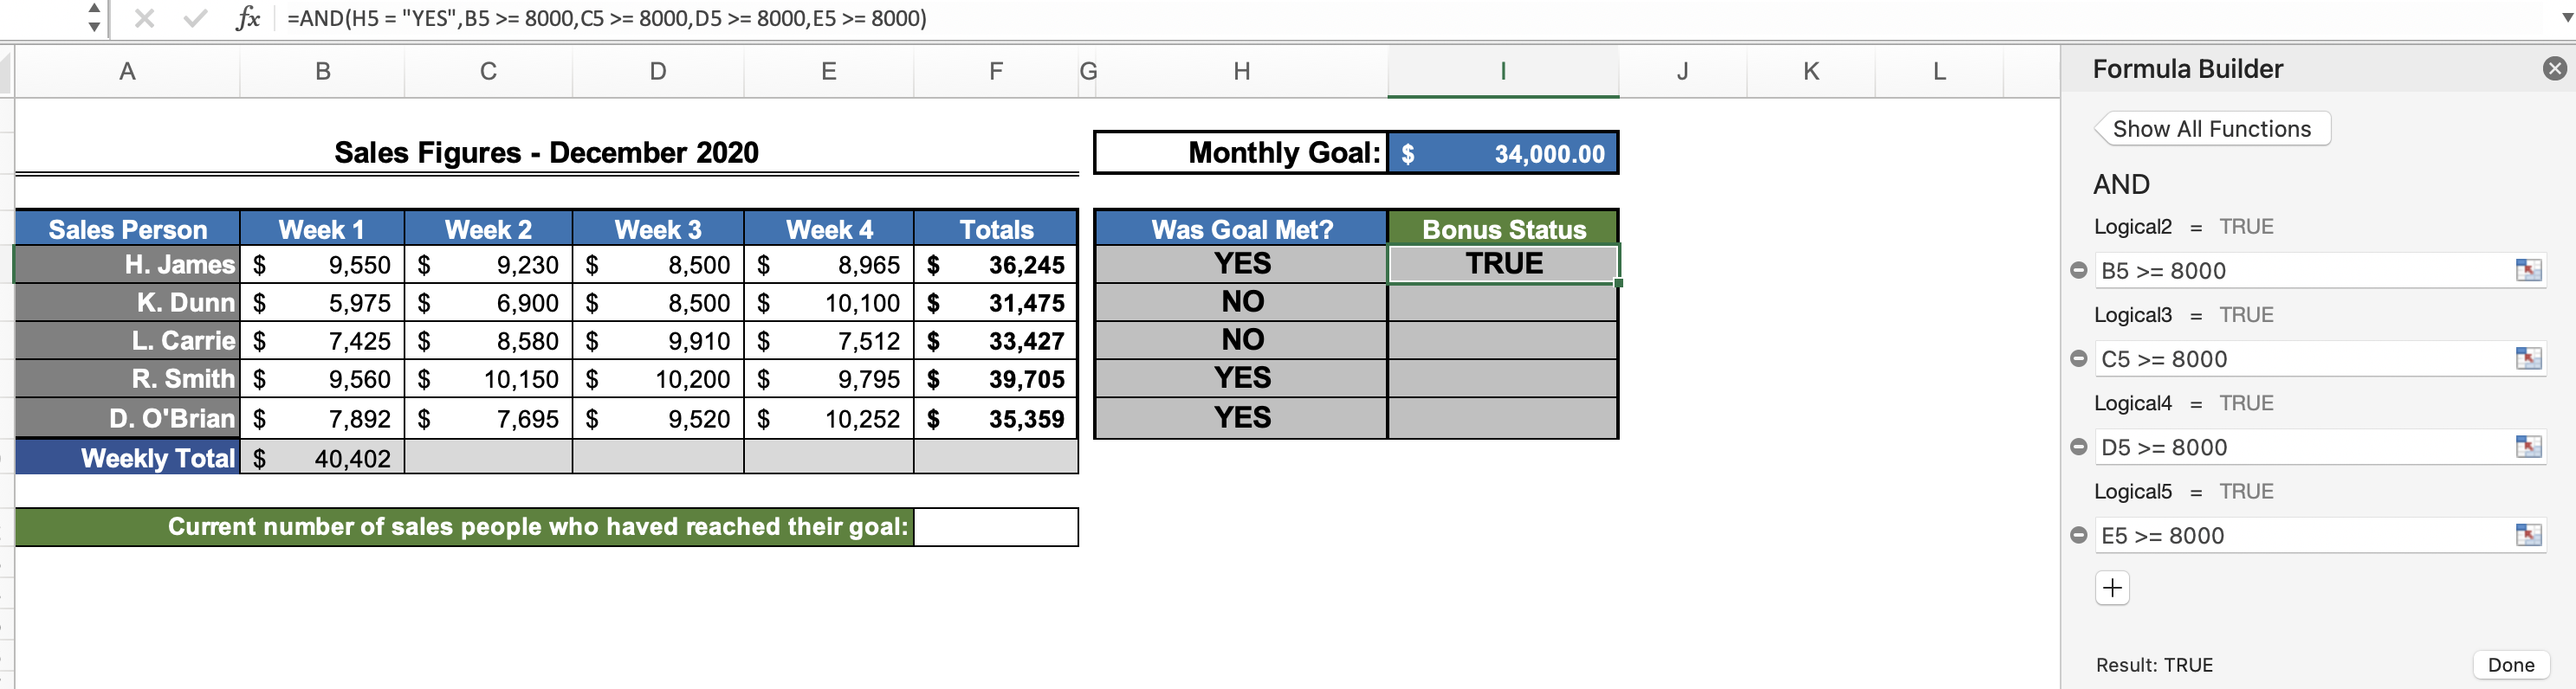 fx =AND(H5 = "YES",B5 >= 8000,C5 >= 8000,D5 >= 8000,E5 >= 8000)
A B C D E F G H I J K L
Sales Figures - December 2020
Monthly Goal: $ 34,000.00
Sales Person Week 1 Week 2 Week 3 Week 4 Totals Was Goal Met? Bonus Status
H. James $ 9,550 $ 9,230 $ 8,500 $ 8,965 $ 36,245 YES TRUE
K. Dunn $ 5,975 $ 6,900 $ 8,500 $ 10,100 $ 31,475 NO
L. Carrie $ 7,425 $ 8,580 $ 9,910 $ 7,512 $ 33,427 NO
R. Smith $ 9,560 $ 10,150 $ 10,200 $ 9,795 $ 39,705 YES
D. O'Brian $ 7,892 $ 7,695 $ 9,520 $ 10,252 $ 35,359 YES
Weekly Total $ 40,402
Current number of sales people who haved reached their goal:
Formula Builder
Show All Functions
AND
Logical2 = TRUE
B5 >= 8000
Logical3 = TRUE
C5 >= 8000
Logical4 = TRUE
D5 >= 8000
Logical5 = TRUE
E5 >= 8000
Result: TRUE
Done